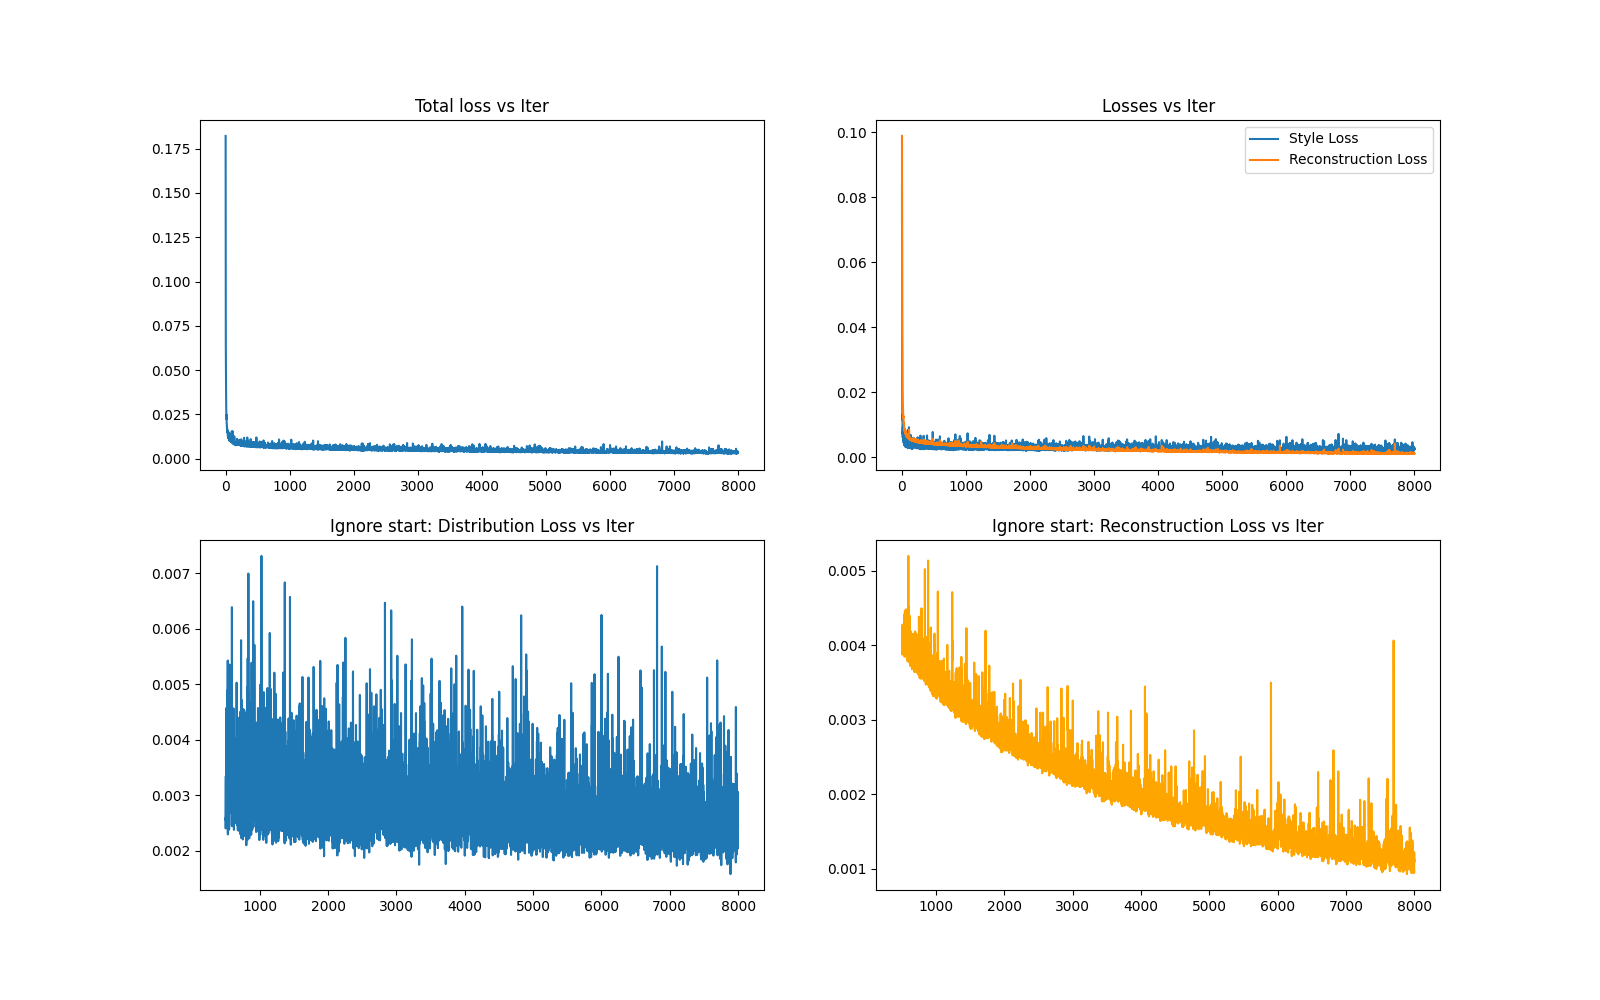 Total loss vs Iter
0.175
0.150
0.125
0.100
0.075
0.050
0.025
0.000
0 1000 2000 3000 4000 5000 6000 7000 8000
Losses vs Iter
Style Loss
Reconstruction Loss
0.10
0.08
0.06
0.04
0.02
0.00
0 1000 2000 3000 4000 5000 6000 7000 8000
Ignore start: Distribution Loss vs Iter
0.007
0.006
0.005
0.004
0.003
0.002
1000 2000 3000 4000 5000 6000 7000 8000
Ignore start: Reconstruction Loss vs Iter
0.005
0.004
0.003
0.002
0.001
1000 2000 3000 4000 5000 6000 7000 8000